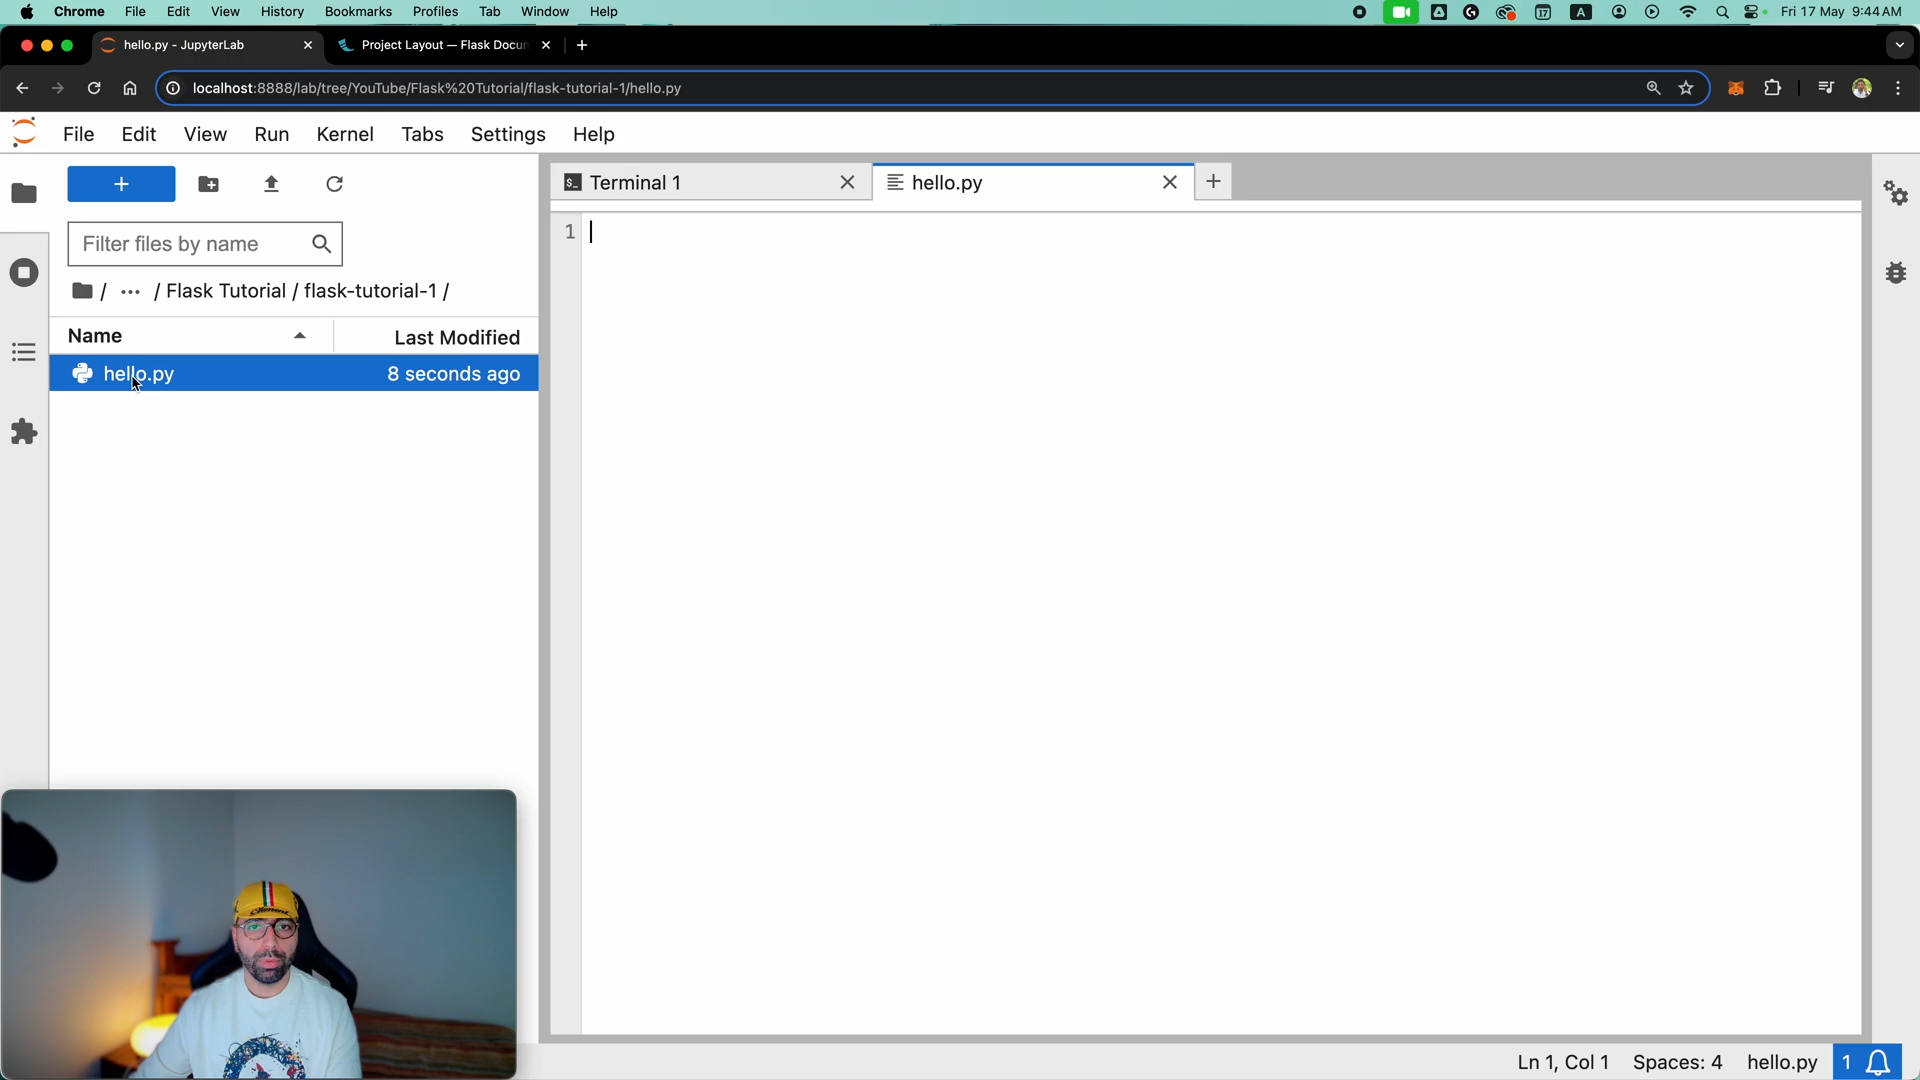 Chrome File Edit View History Bookmarks Profiles Tab Window Help 17 A Fri 17 May 9:44 AM
hello.py - JupyterLab Project Layout — Flask Docun
localhost:8888/lab/tree/YouTube/Flask%20Tutorial/flask-tutorial-1/hello.py
File Edit View Run Kernel Tabs Settings Help
+
Terminal 1 hello.py
Filter files by name
1
/ ··· / Flask Tutorial / flask-tutorial-1 /
Name Last Modified
hello.py 8 seconds ago
Ln 1, Col 1 Spaces: 4 hello.py 1